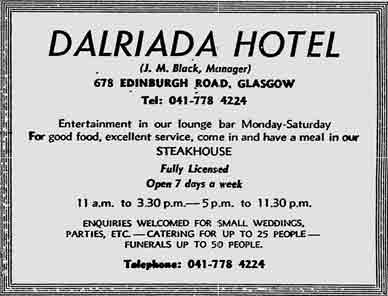 DALRIADA HOTEL
(J. M. Black, Manager)
678 EDINBURGH ROAD, GLASGOW
Tel: 041-778 4224
Entertainment in our lounge bar Monday-Saturday
For good food, excellent service, come in and have a meal in our
STEAKHOUSE
Fully Licensed
Open 7 days a week
11 a.m. to 3.30 p.m.—5 p.m. to 11.30 p.m.
ENQUIRIES WELCOMED FOR SMALL WEDDINGS,
PARTIES, ETC. — CATERING FOR UP TO 25 PEOPLE —
FUNERALS UP TO 50 PEOPLE.
Telephone: 041-778 4224